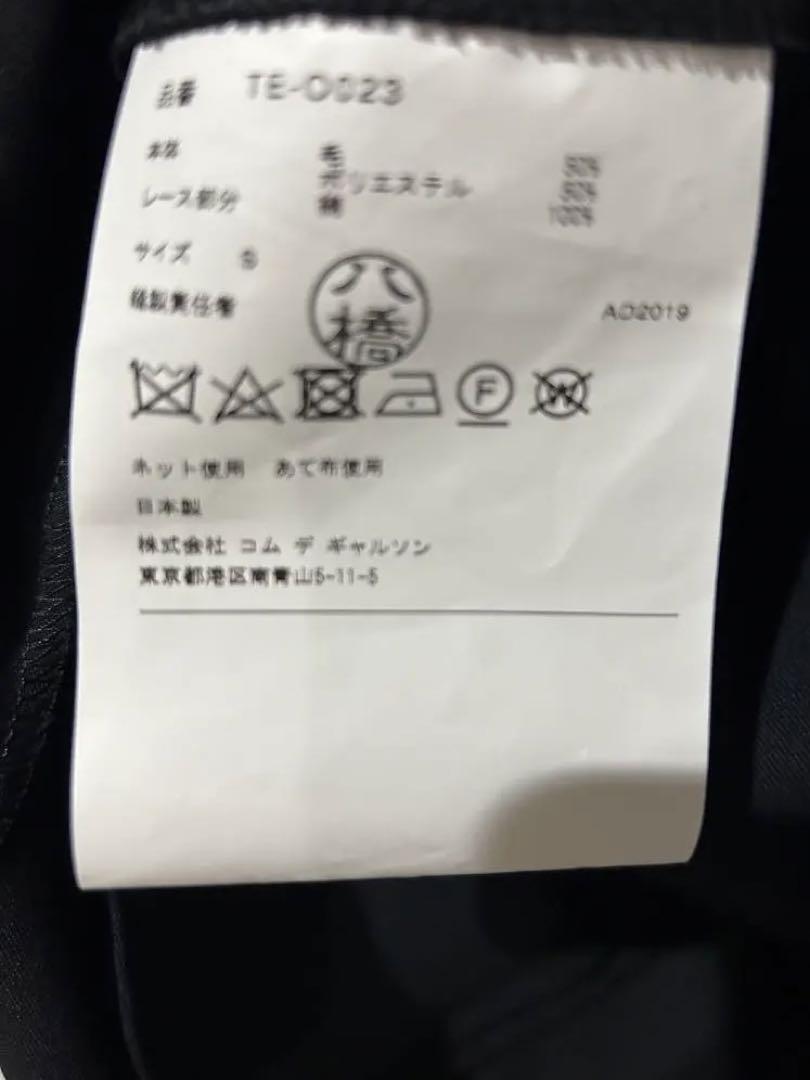 品番 TE-O023
本体 毛
ポリエステル
レース部分 綿 100%
サイズ S
縫製責任者 八橋 AD2019
F W
ネット使用 あて布使用
日本製
株式会社 コム デ ギャルソン
東京都港区南青山5-11-5